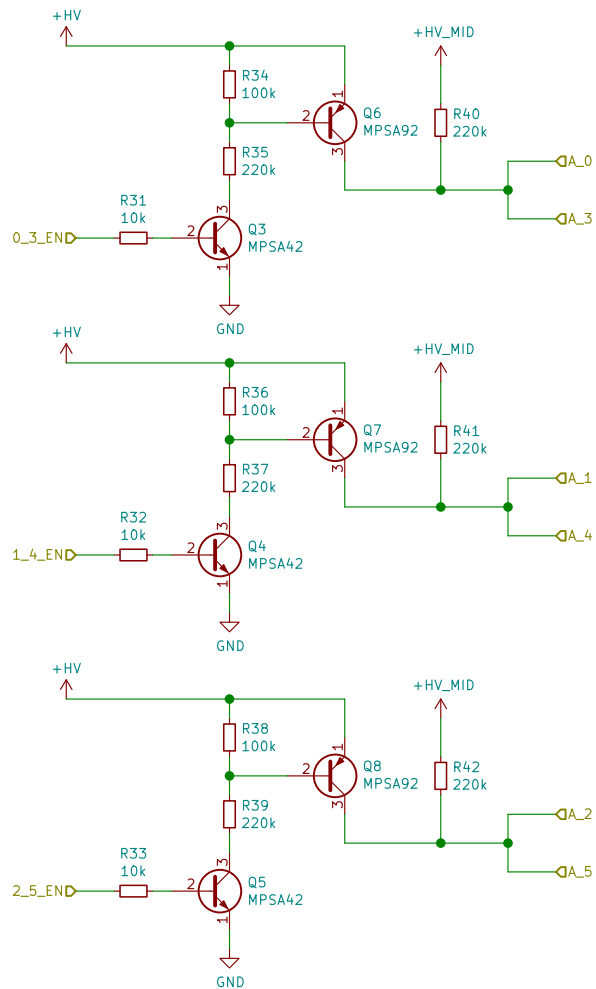 +HV
+HV_MID
R34
100k
1
Q6
MPSA92
2
3
R40
220k
R35
220k
A_0
R31
10k
3
A_3
0_3_EN
2
Q3
MPSA42
1
GND
+HV
+HV_MID
R36
100k
1
Q7
MPSA92
2
3
R41
220k
R37
220k
A_1
R32
10k
3
A_4
1_4_EN
2
Q4
MPSA42
1
GND
+HV
+HV_MID
R38
100k
1
Q8
MPSA92
2
3
R42
220k
R39
220k
A_2
R33
10k
3
A_5
2_5_EN
2
Q5
MPSA42
1
GND